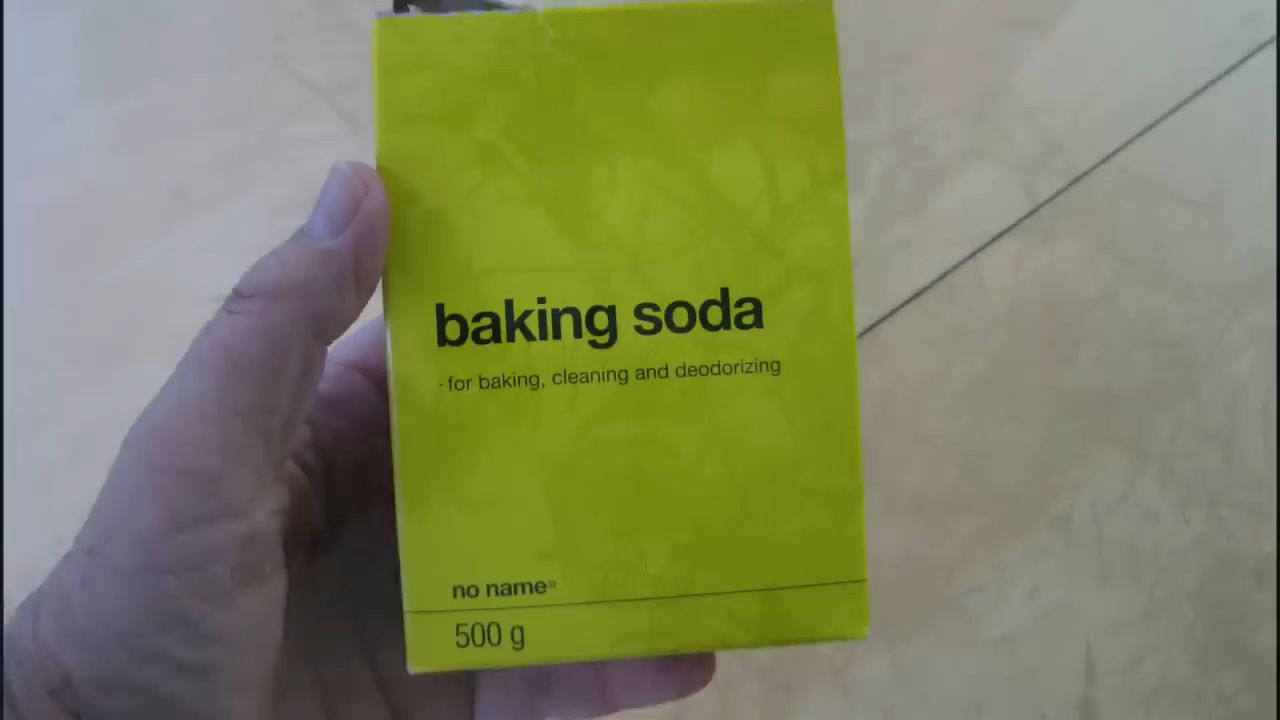 baking soda
· for baking, cleaning and deodorizing
no name®
500 g